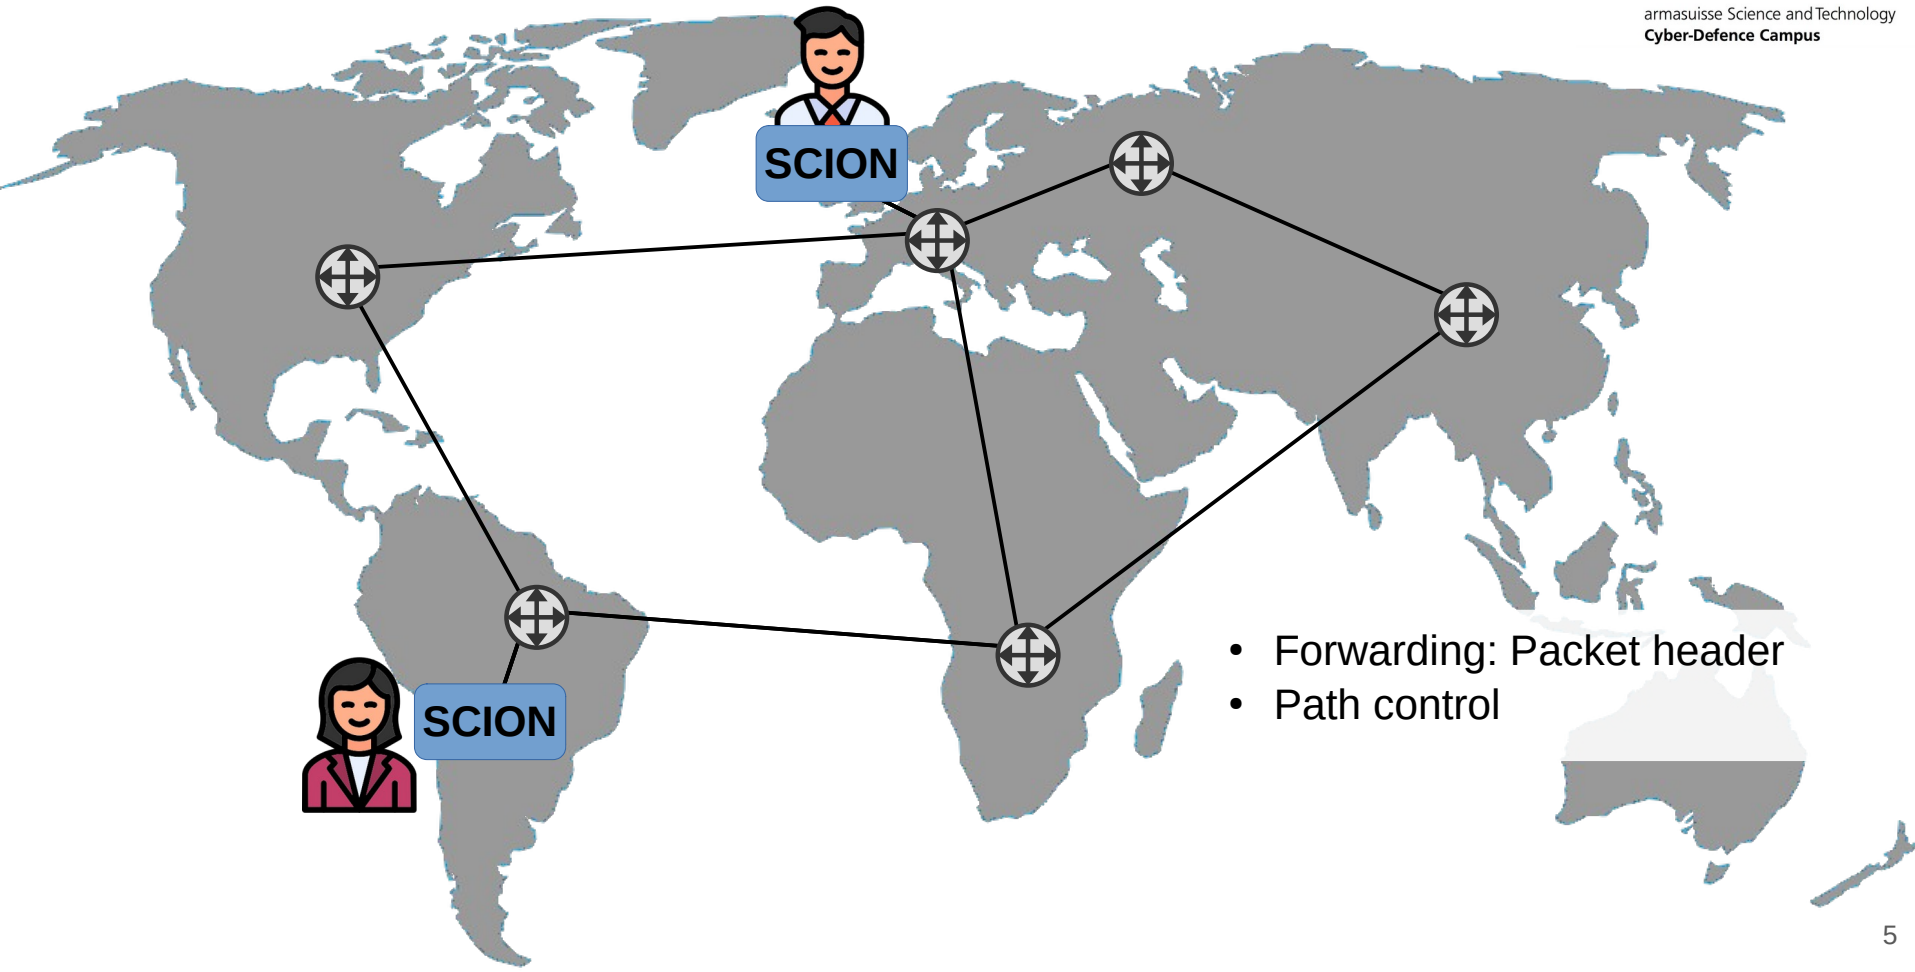 armasuisse Science and Technology
Cyber-Defence Campus
SCION
SCION
• Forwarding: Packet header
• Path control
5